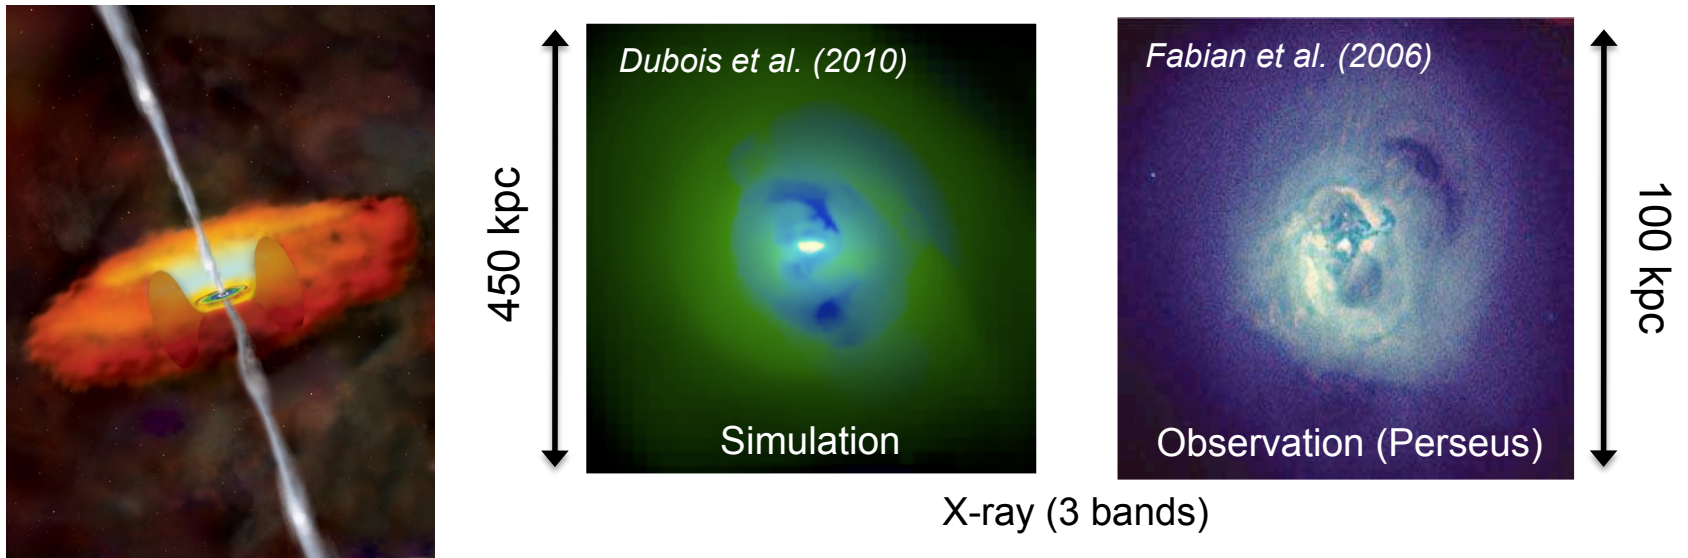 450 kpc
Dubois et al. (2010)
Simulation
Fabian et al. (2006)
Observation (Perseus)
100 kpc
X-ray (3 bands)